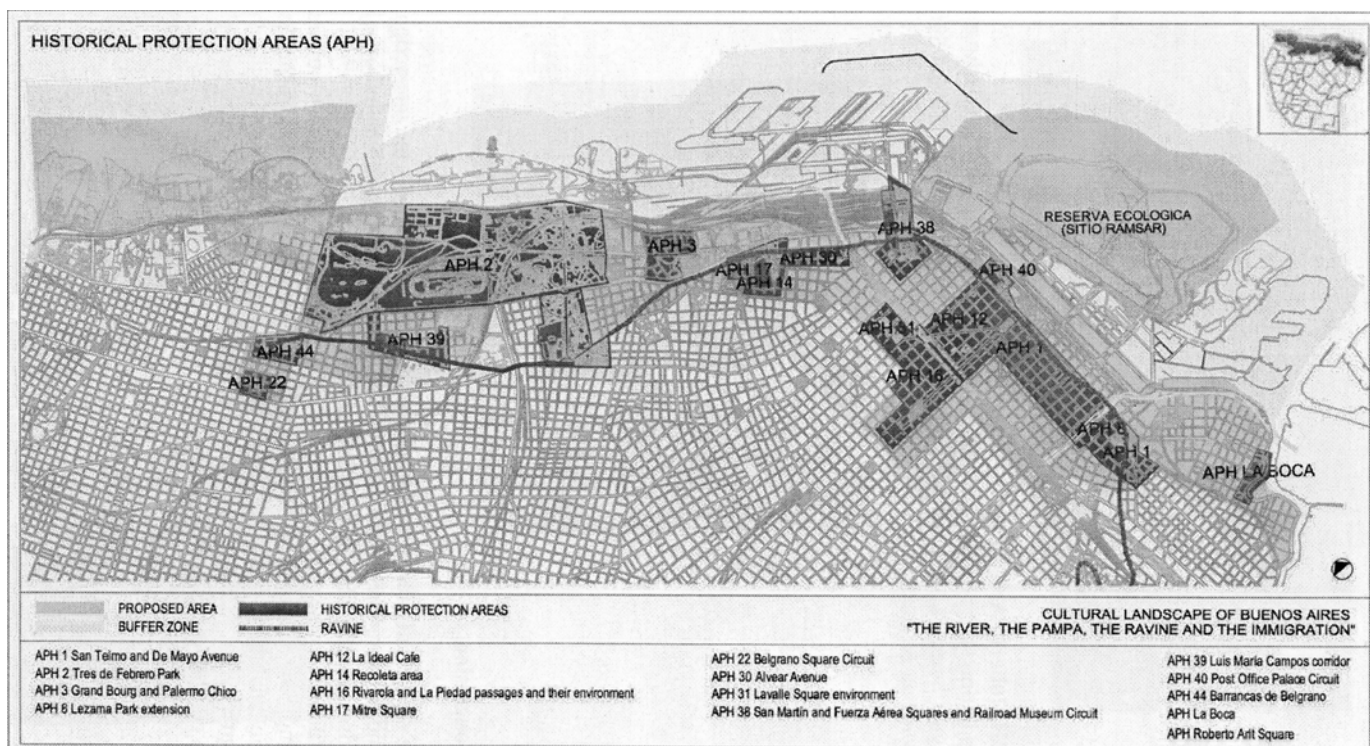 HISTORICAL PROTECTION AREAS (APH)
RESERVA ECOLOGICA
(SITIO RAMSAR)
APH 38
APH 3
APH 2
APH 30
APH 17
APH 14
APH 40
APH 12
APH 31
APH 1
APH 39
APH 44
APH 16
APH 22
APH 6
APH 1
APH LA BOCA
PROPOSED AREA
BUFFER ZONE
HISTORICAL PROTECTION AREAS
RAVINE
CULTURAL LANDSCAPE OF BUENOS AIRES
"THE RIVER, THE PAMPA, THE RAVINE AND THE IMMIGRATION"
APH 1 San Telmo and De Mayo Avenue
APH 2 Tres de Febrero Park
APH 3 Grand Bourg and Palermo Chico
APH 6 Lezama Park extension
APH 12 La Ideal Cafe
APH 14 Recoleta area
APH 16 Rivarola and La Piedad passages and their environment
APH 17 Mitre Square
APH 22 Belgrano Square Circuit
APH 30 Alvear Avenue
APH 31 Lavalle Square environment
APH 38 San Martín and Fuerza Aérea Squares and Railroad Museum Circuit
APH 39 Luis María Campos corridor
APH 40 Post Office Palace Circuit
APH 44 Barrancas de Belgrano
APH La Boca
APH Roberto Arlt Square